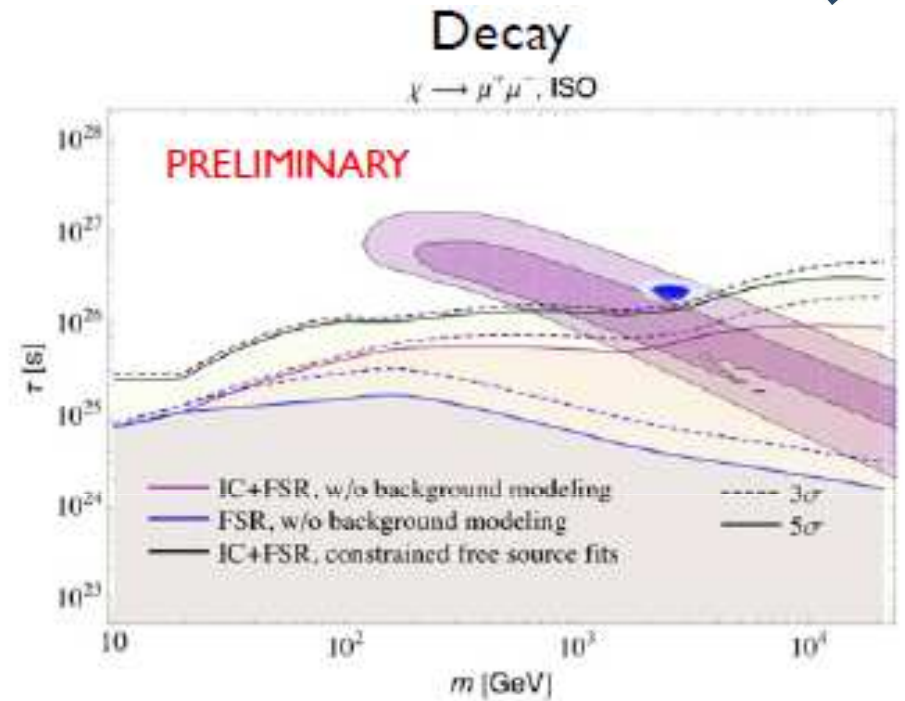 Decay
χ → μ⁺μ⁻, ISO
PRELIMINARY
10²⁸
10²⁷
10²⁶
10²⁵
10²⁴
10²³
τ [s]
IC+FSR, w/o background modeling
FSR, w/o background modeling
IC+FSR, constrained free source fits
3σ
5σ
10
10²
10³
10⁴
m [GeV]